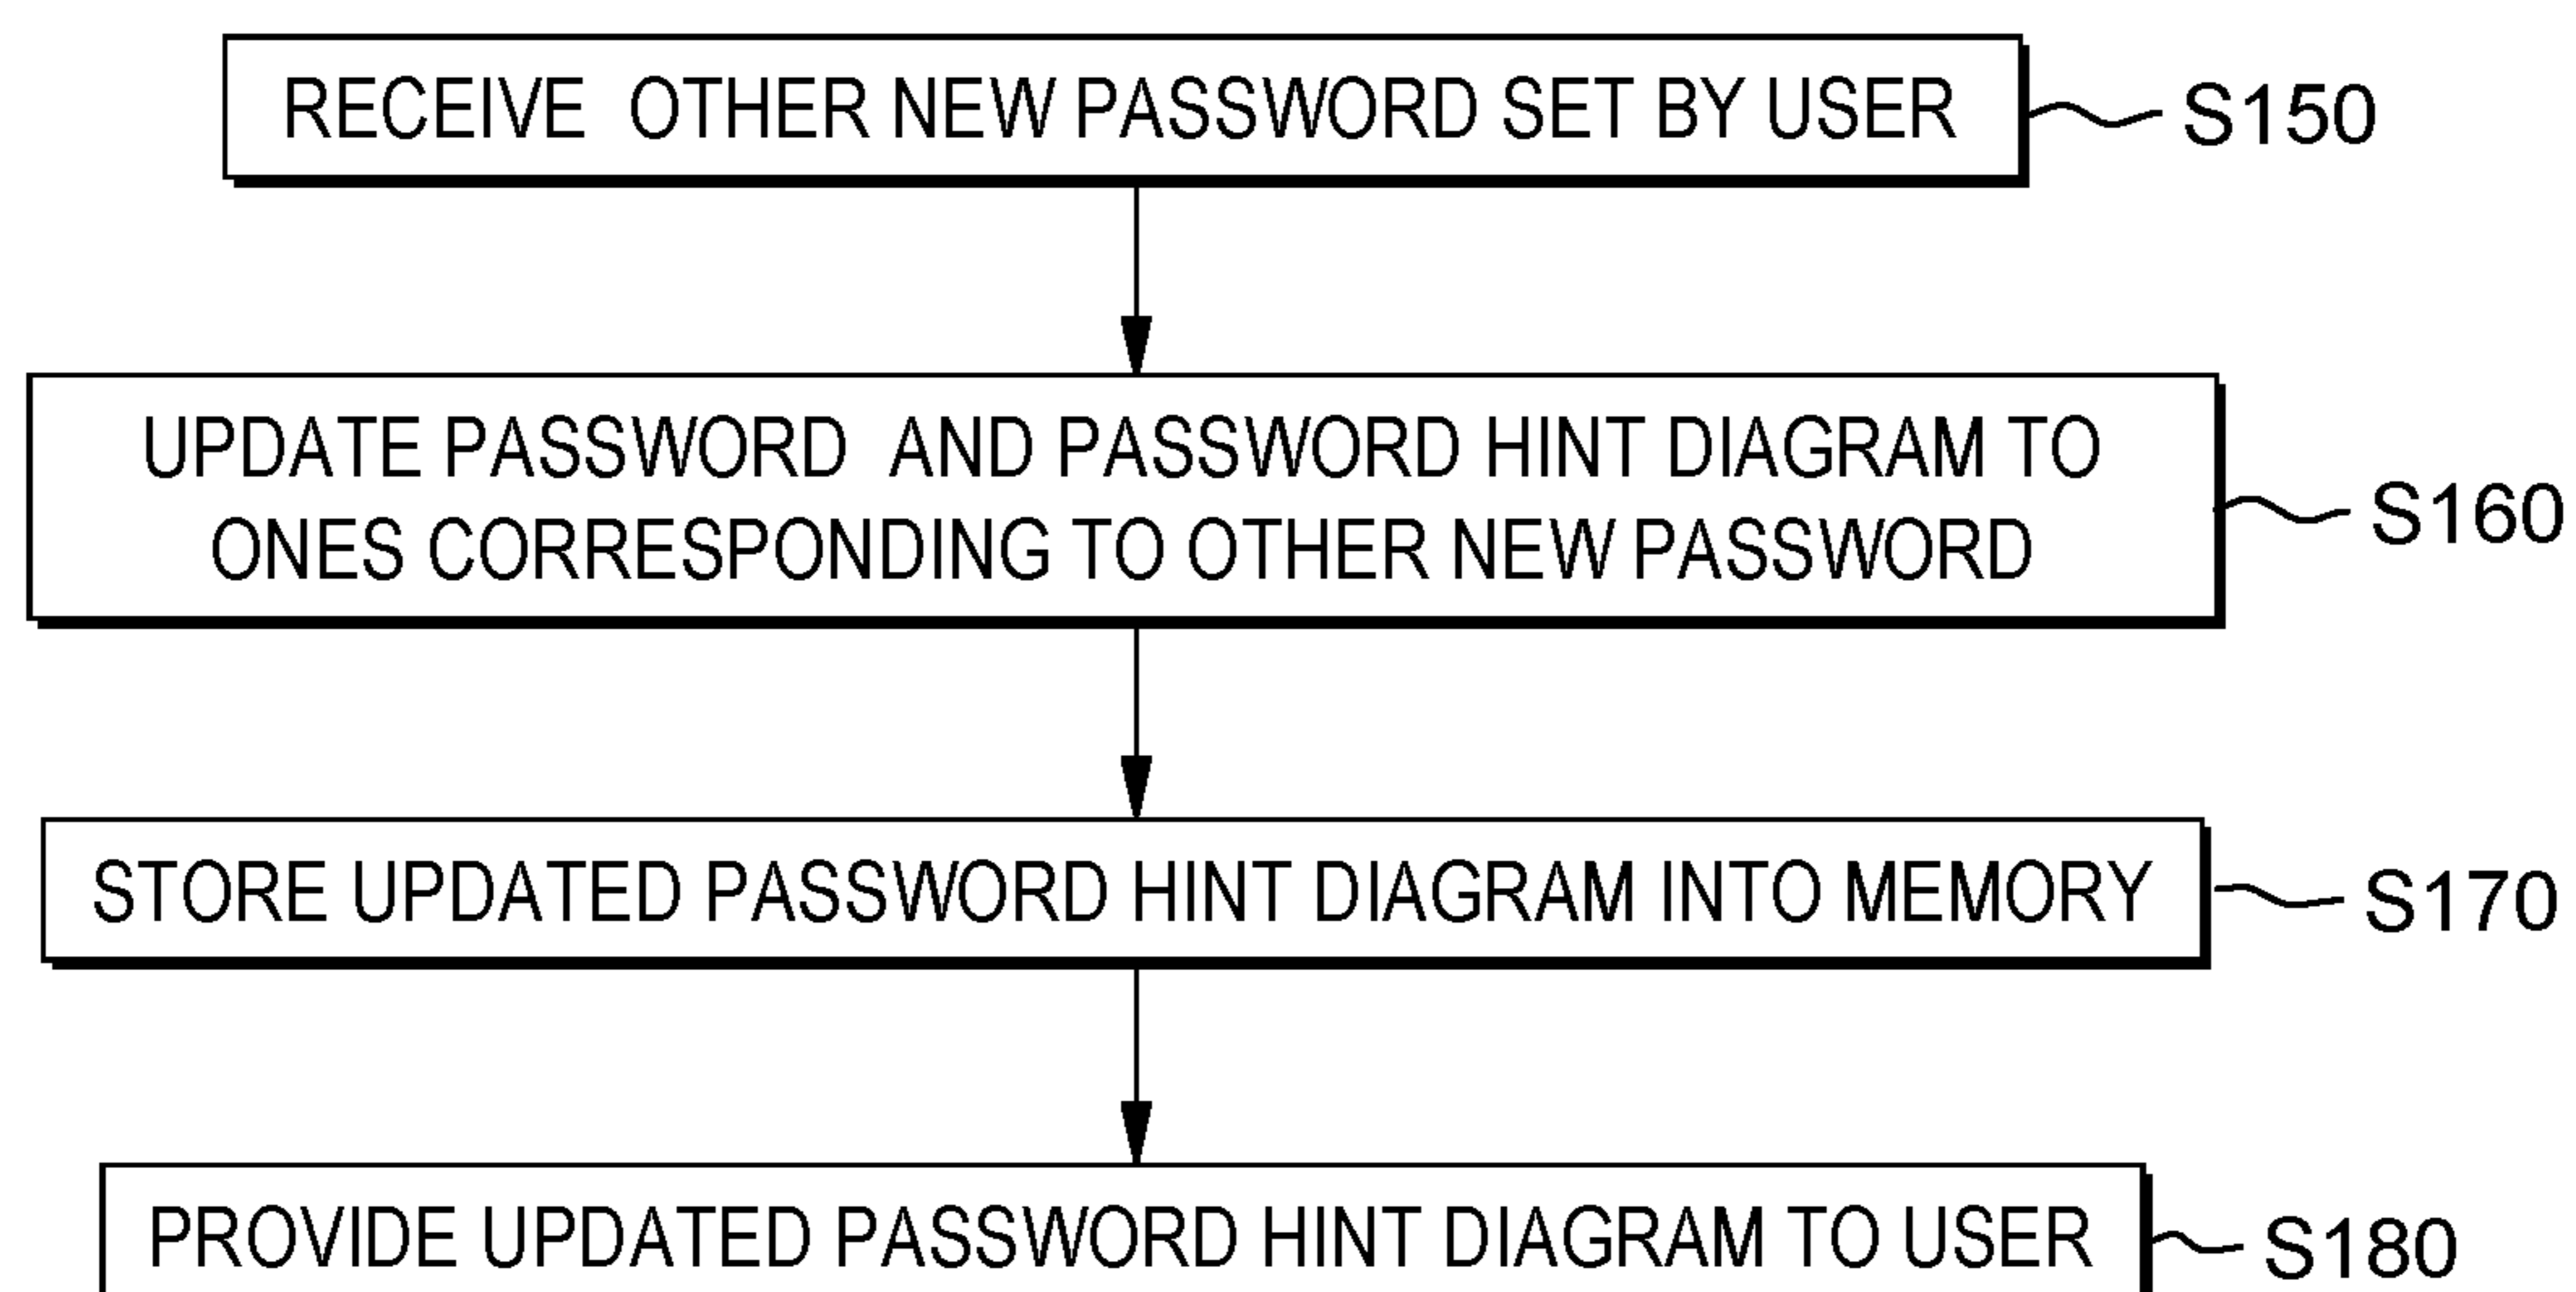 RECEIVE OTHER NEW PASSWORD SET BY USER
S150
UPDATE PASSWORD AND PASSWORD HINT DIAGRAM TO
ONES CORRESPONDING TO OTHER NEW PASSWORD
S160
STORE UPDATED PASSWORD HINT DIAGRAM INTO MEMORY
S170
PROVIDE UPDATED PASSWORD HINT DIAGRAM TO USER
S180